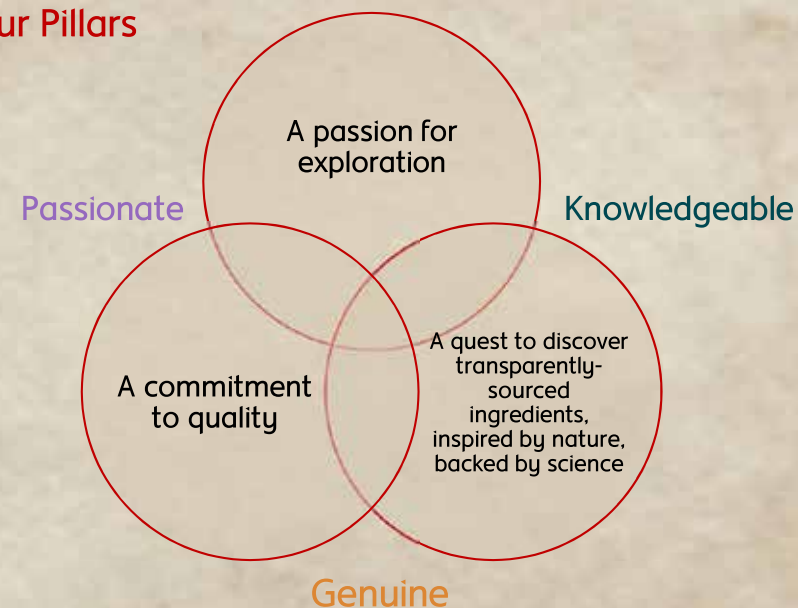 ur Pillars
A passion for
exploration
Passionate
Knowledgeable
A commitment
to quality
A quest to discover
transparently-
sourced
ingredients,
inspired by nature,
backed by science
Genuine